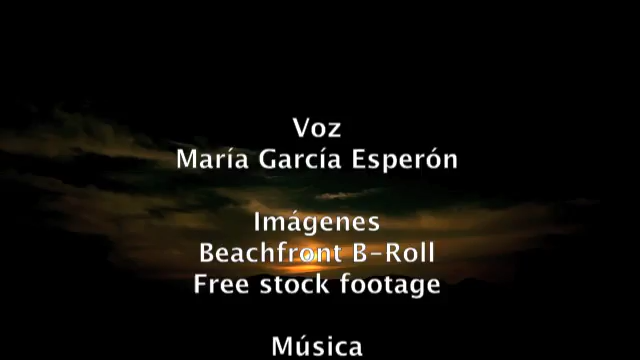 Voz
María García Esperón
Imágenes
Beachfront B-Roll
Free stock footage
Música